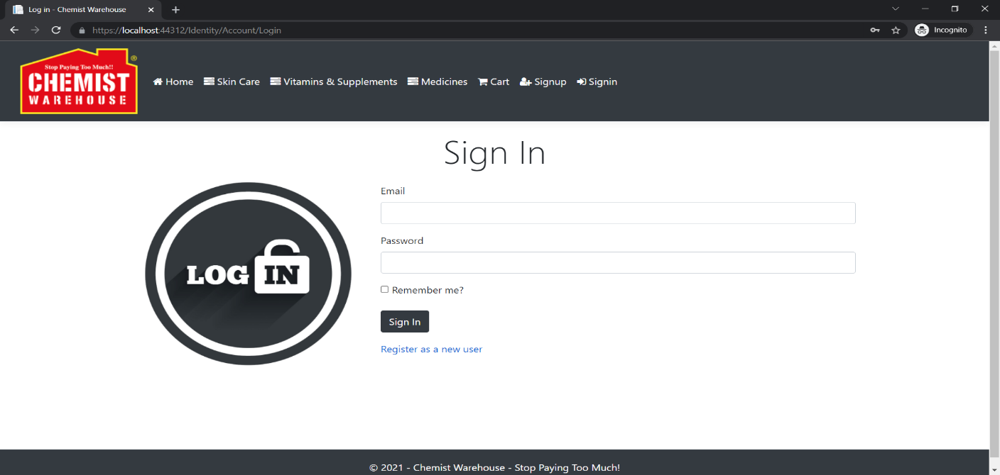 Log in - Chemist Warehouse
https://localhost:44312/Identity/Account/Login
Incognito
Stop Paying Too Much!!
CHEMIST
WAREHOUSE
®
Home Skin Care Vitamins & Supplements Medicines Cart Signup Signin
Sign In
LOG IN
Email
Password
Remember me?
Sign In
Register as a new user
© 2021 - Chemist Warehouse - Stop Paying Too Much!